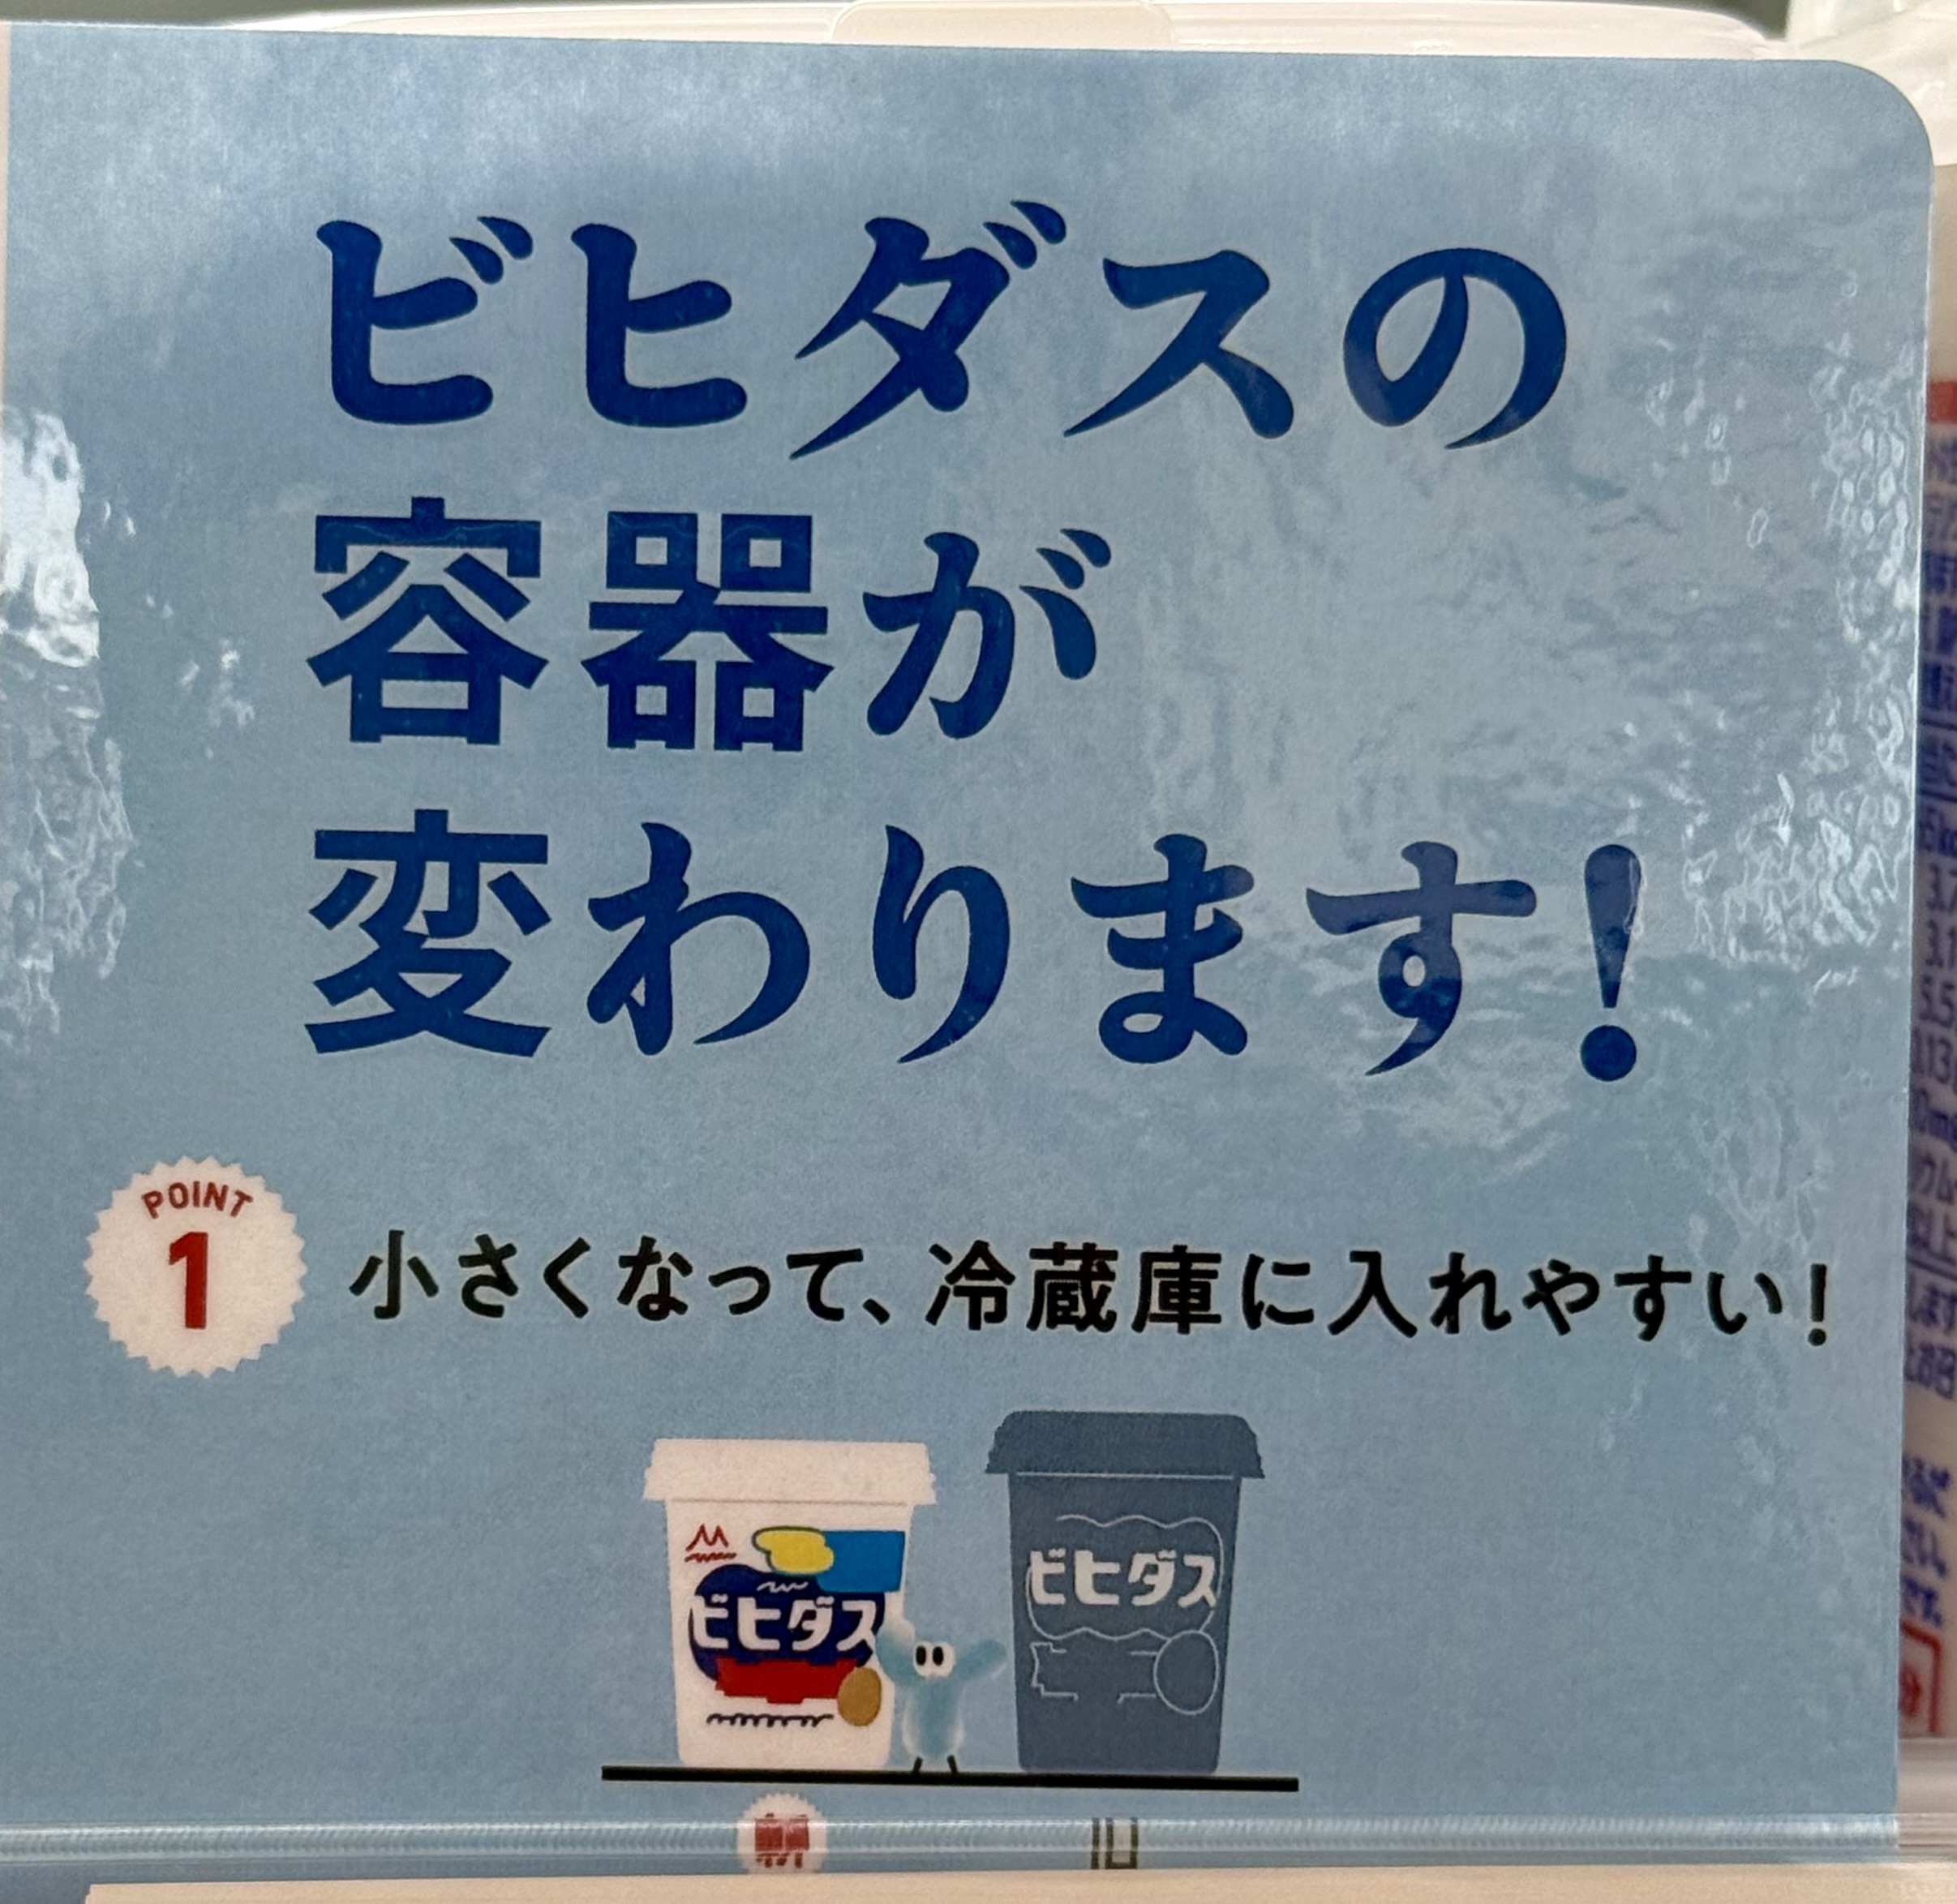 ビヒダスの
容器が
変わります!
POINT
1
小さくなって、冷蔵庫に入れやすい!
ビヒダス
ビヒダス
新
旧